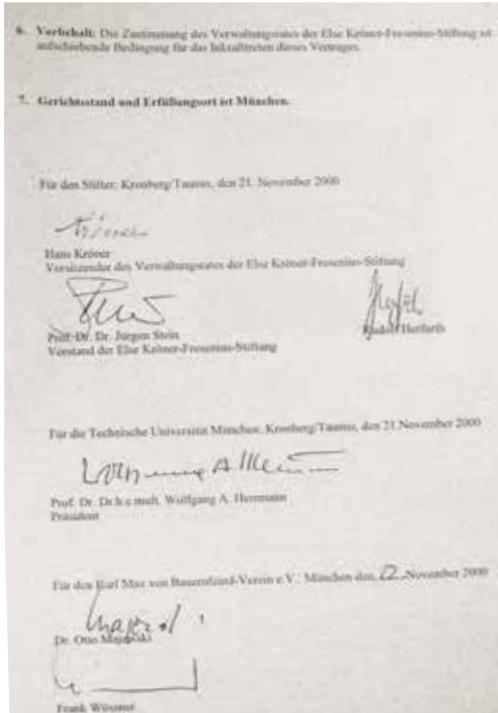 6. Vorbehalt: Die Zustimmung des Verwaltungsrates der Else Kröner-Fresenius-Stiftung ist
aufschiebende Bedingung für das Inkrafttreten dieses Vertrages.
7. Gerichtsstand und Erfüllungsort ist München.
Für den Stifter: Kronberg/Taunus, den 21. November 2000
Kröner
Hans Kröner
Vorsitzender des Verwaltungsrates der Else Kröner-Fresenius-Stiftung
Prof. Dr. Dr. Jürgen Stein
Rudolf Herfurth
Vorstand der Else Kröner-Fresenius-Stiftung
Für die Technische Universität München: Kronberg/Taunus, den 21. November 2000
Prof. Dr. Dr.h.c.mult. Wolfgang A. Herrmann
Präsident
Für den Karl Max von Bauernfeind-Verein e.V.: München den, November 2000
Dr. Otto Majewski
Frank Wössner